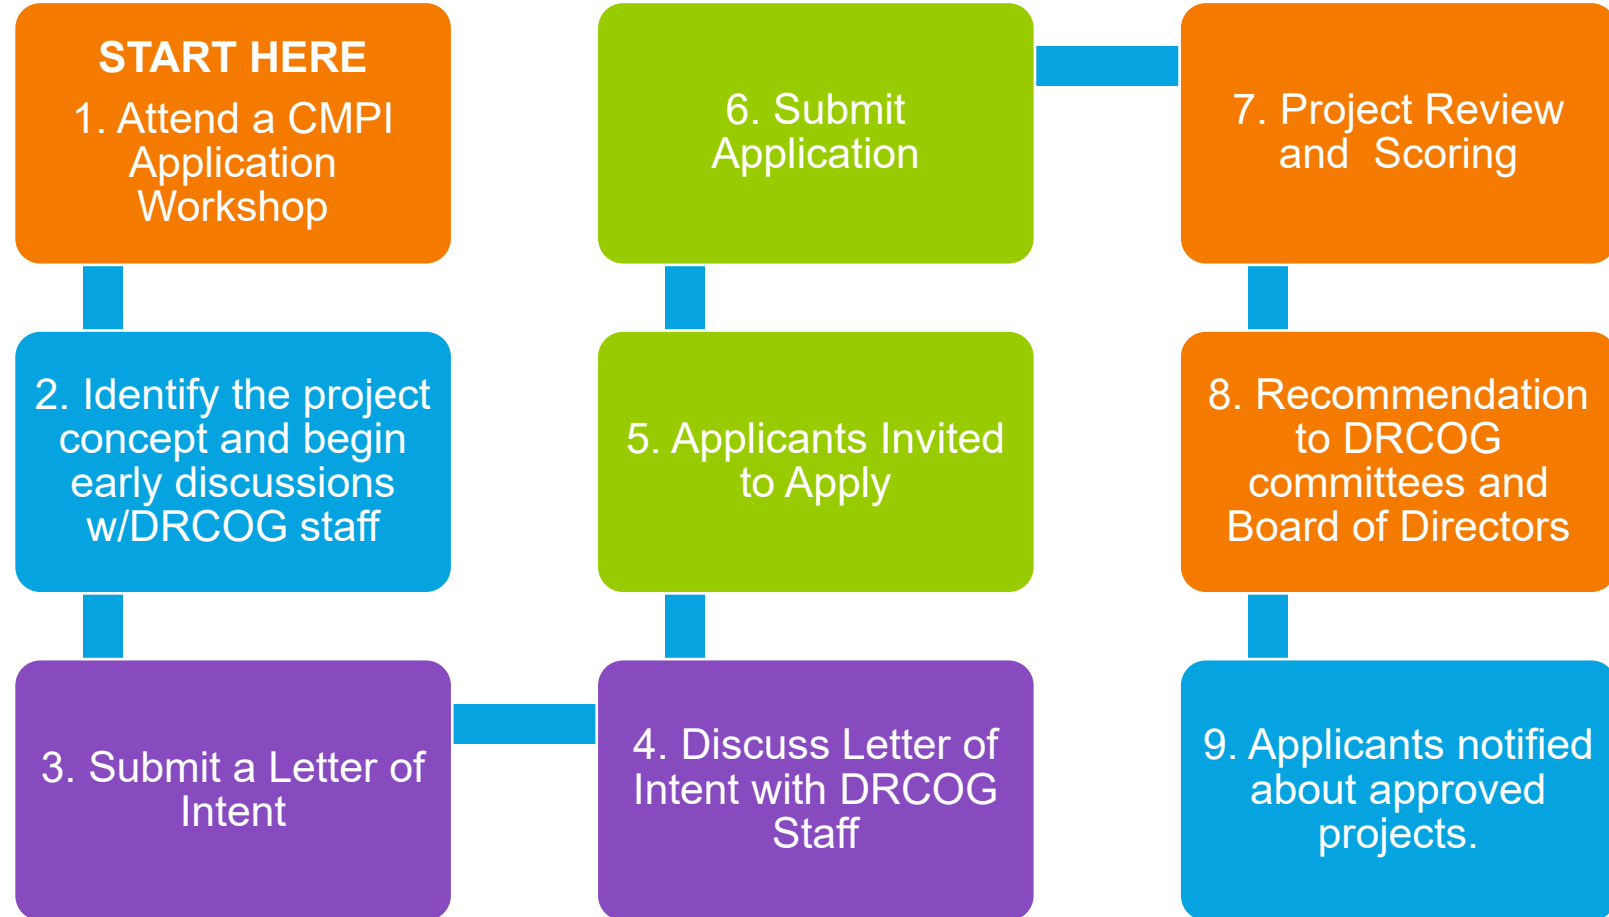 START HERE
1. Attend a CMPI
Application
Workshop
2. Identify the project
concept and begin
early discussions
w/DRCOG staff
3. Submit a Letter of
Intent
4. Discuss Letter of
Intent with DRCOG
Staff
5. Applicants Invited
to Apply
6. Submit
Application
7. Project Review
and  Scoring
8. Recommendation
to DRCOG
committees and
Board of Directors
9. Applicants notified
about approved
projects.